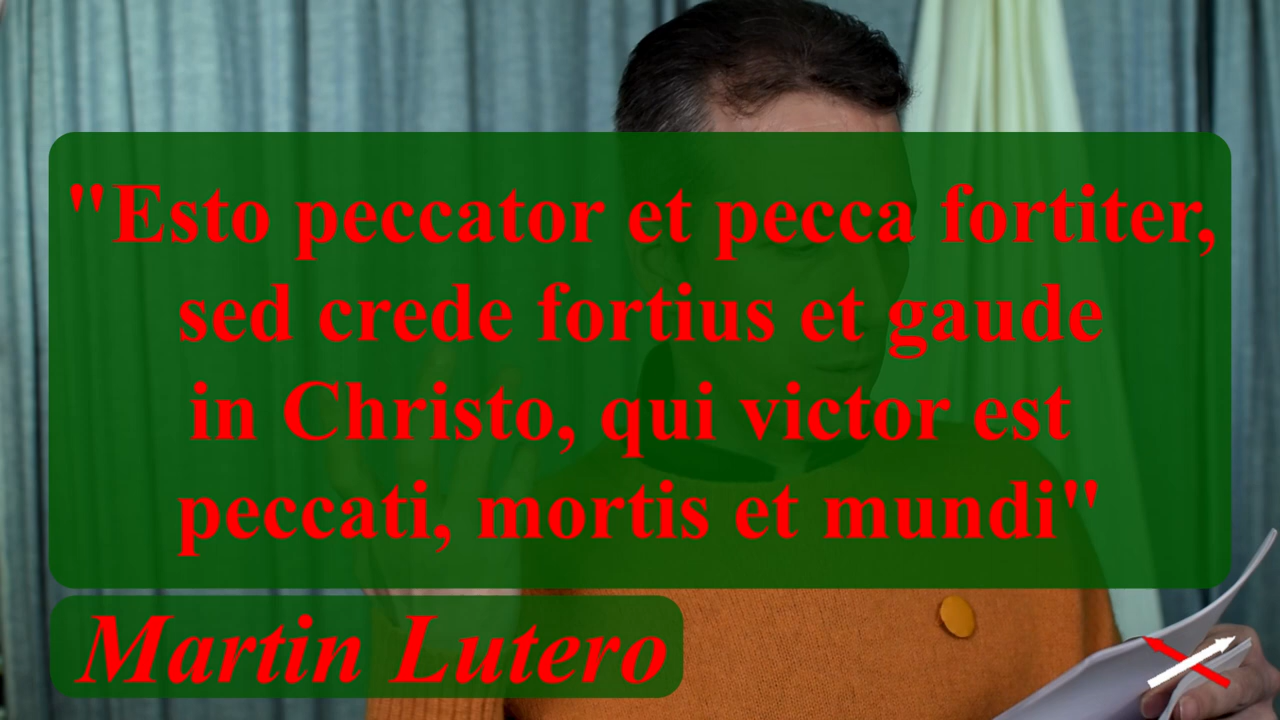 "Esto peccator et pecca fortiter,
sed crede fortius et gaude
in Christo, qui victor est
peccati, mortis et mundi"
Martin Lutero